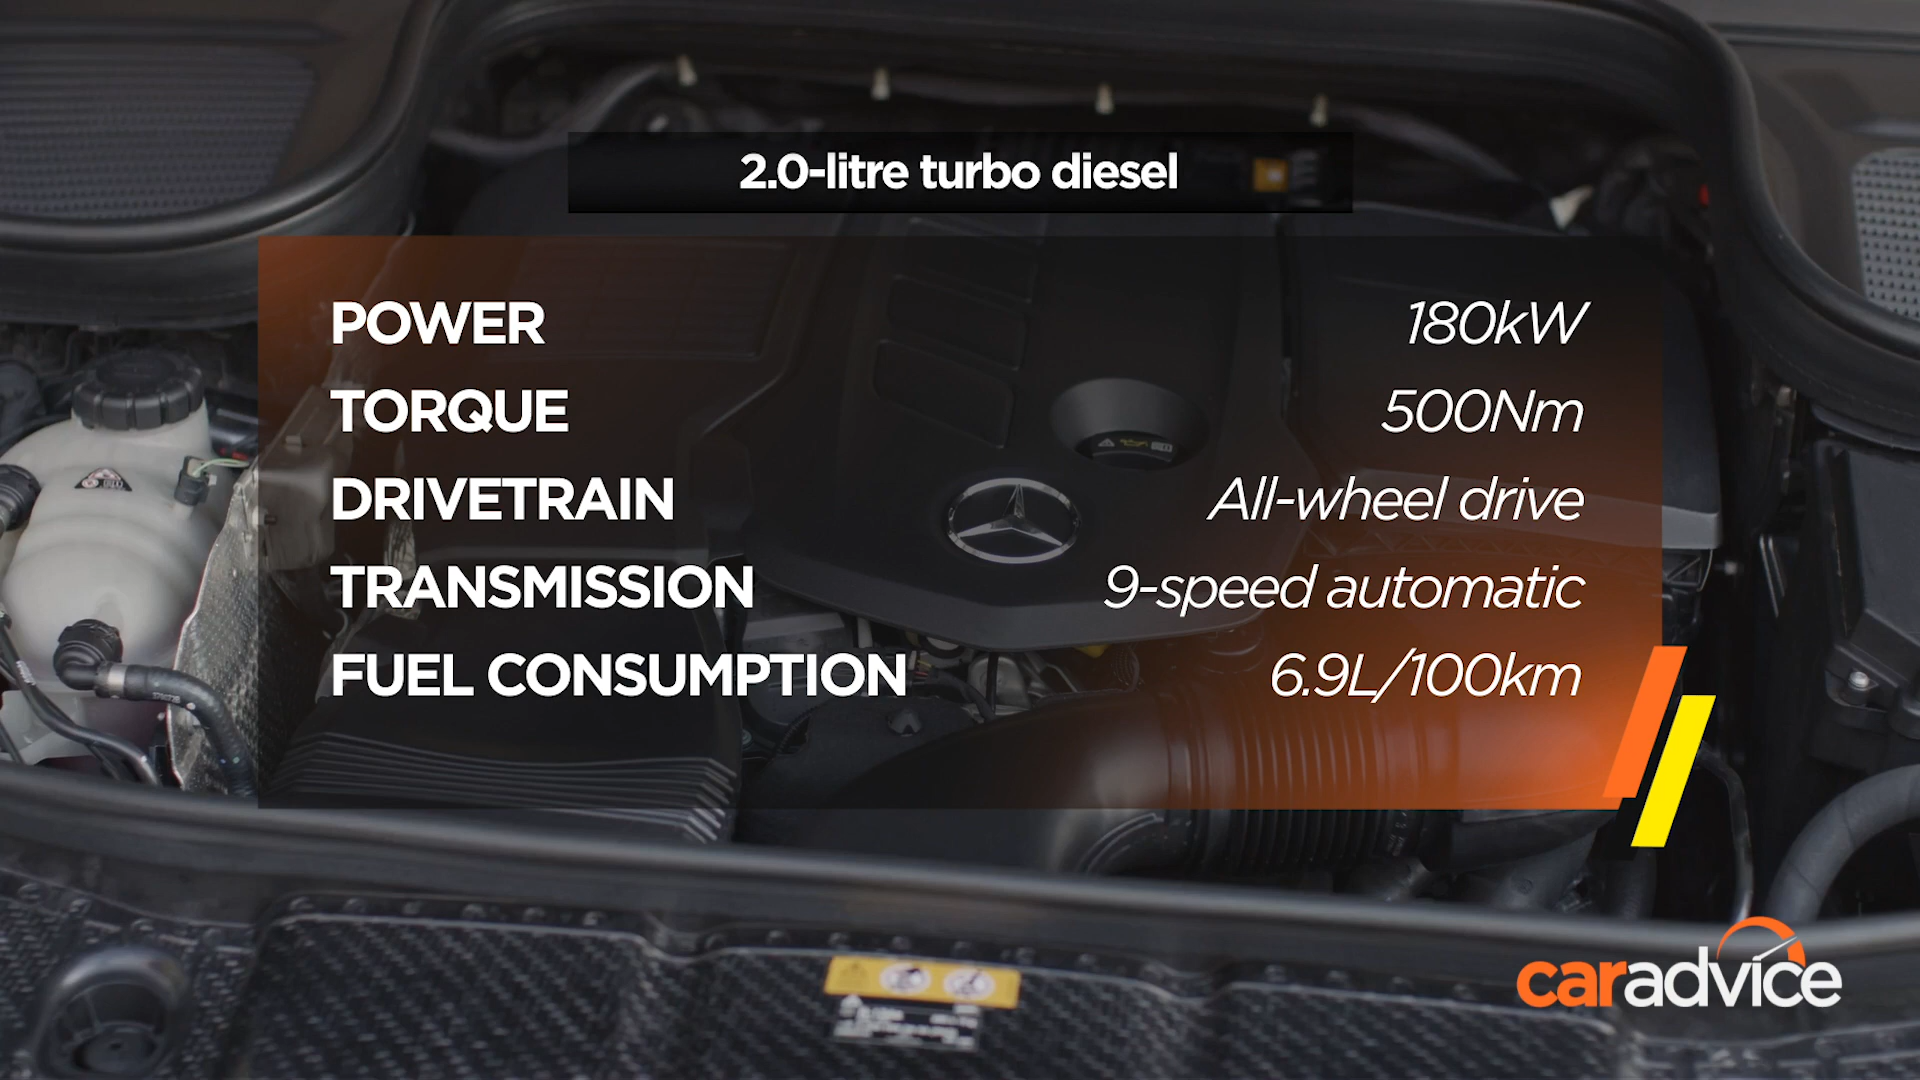 2.0-litre turbo diesel
POWER 180kW
TORQUE 500Nm
DRIVETRAIN All-wheel drive
TRANSMISSION 9-speed automatic
FUEL CONSUMPTION 6.9L/100km
caradvice